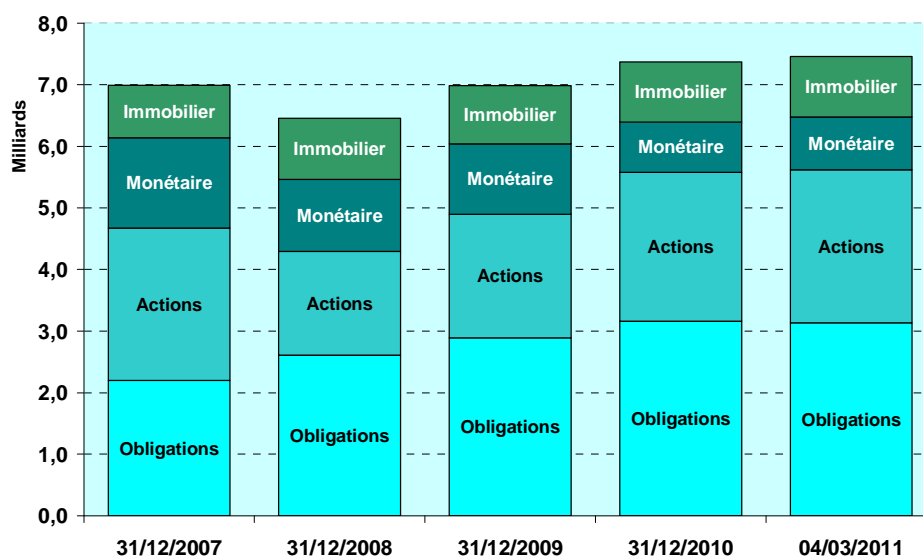 8,0
7,0
6,0
5,0
4,0
3,0
2,0
1,0
0,0
Milliards
Immobilier
Monétaire
Actions
Obligations
Immobilier
Monétaire
Actions
Obligations
Immobilier
Monétaire
Actions
Obligations
Immobilier
Monétaire
Actions
Obligations
Immobilier
Monétaire
Actions
Obligations
31/12/2007 31/12/2008 31/12/2009 31/12/2010 04/03/2011